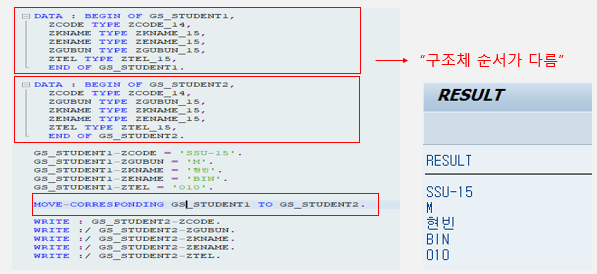 DATA : BEGIN OF GS_STUDENT1,
ZCODE TYPE ZCODE_14,
ZKNAME TYPE ZKNAME_15,
ZENAME TYPE ZENAME_15,
ZGUBUN TYPE ZGUBUN_15,
ZTEL TYPE ZTEL_15,
END OF GS_STUDENT1.
DATA : BEGIN OF GS_STUDENT2,
ZCODE TYPE ZCODE_14,
ZGUBUN TYPE ZGUBUN_15,
ZKNAME TYPE ZKNAME_15,
ZENAME TYPE ZENAME_15,
ZTEL TYPE ZTEL_15,
END OF GS_STUDENT2.
GS_STUDENT1-ZCODE = 'SSU-15'.
GS_STUDENT1-ZGUBUN = 'M'.
GS_STUDENT1-ZKNAME = '현빈'.
GS_STUDENT1-ZENAME = 'BIN'.
GS_STUDENT1-ZTEL = '010'.
MOVE-CORRESPONDING GS_STUDENT1 TO GS_STUDENT2.
WRITE : GS_STUDENT2-ZCODE.
WRITE :/ GS_STUDENT2-ZGUBUN.
WRITE :/ GS_STUDENT2-ZKNAME.
WRITE :/ GS_STUDENT2-ZENAME.
WRITE :/ GS_STUDENT2-ZTEL.
"구조체 순서가 다름"
RESULT
RESULT
SSU-15
M
현빈
BIN
010